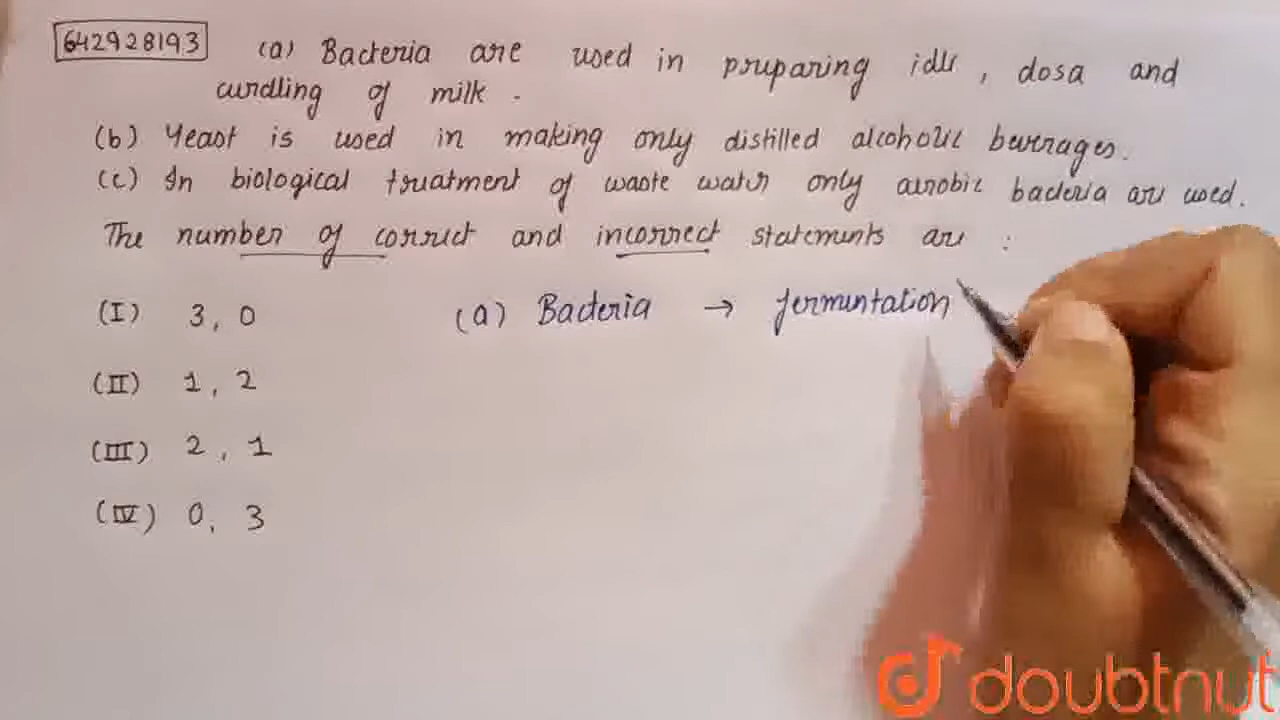 642928193
(a) Bacteria are used in preparing idli, dosa and
curdling of milk.
(b) Yeast is used in making only distilled alcoholic beverages.
(c) In biological treatment of waste water only aerobic bacteria are used.
The number of correct and incorrect statements are :
(I) 3, 0
(a) Bacteria → fermentation
(II) 1, 2
(III) 2, 1
(IV) 0, 3
doubtnut